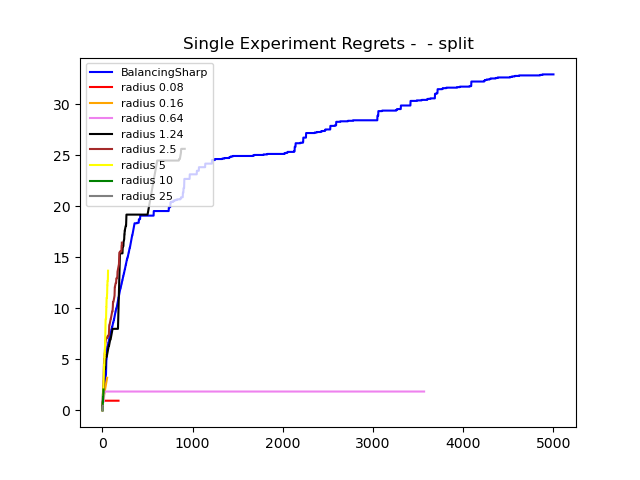 Single Experiment Regrets -  - split
BalancingSharp
radius 0.08
radius 0.16
radius 0.64
radius 1.24
radius 2.5
radius 5
radius 10
radius 25
30
25
20
15
10
5
0
0 1000 2000 3000 4000 5000